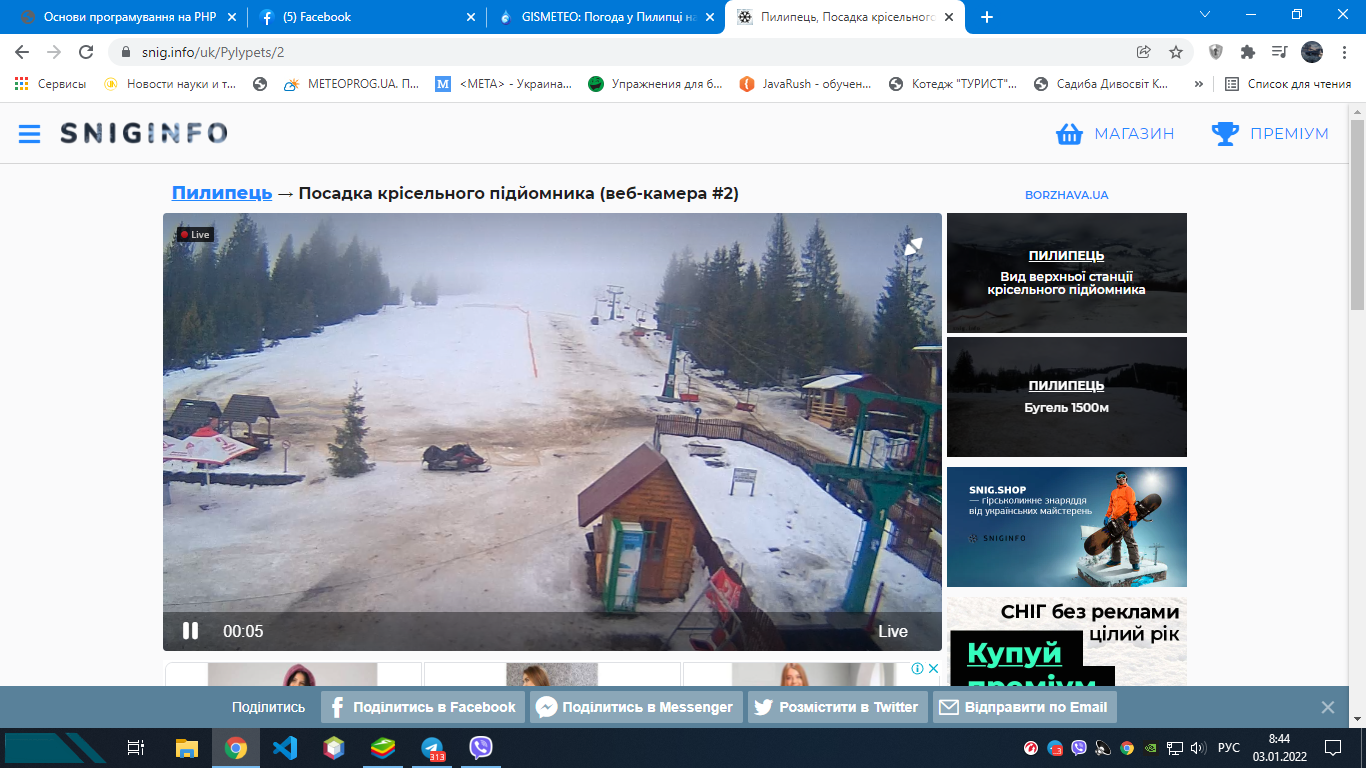 Основи програмування на PHP
(5) Facebook
GISMETEO: Погода у Пилипці на
Пилипець, Посадка крісельного
snig.info/uk/Pylypets/2
Сервисы
Новости науки и т...
METEOPROG.UA. П...
<META> - Украина...
Упражнения для б...
JavaRush - обучен...
Котедж "ТУРИСТ"...
Садиба Дивосвіт К...
»
Список для чтения
SNIGINFO
МАГАЗИН
ПРЕМІУМ
Пилипець → Посадка крісельного підйомника (веб-камера #2)
BORZHAVA.UA
Live
ПИЛИПЕЦЬ
Вид верхньої станції
крісельного підйомника
ПИЛИПЕЦЬ
Бугель 1500м
SNIG.SHOP
— гірськолижне знаряддя
від українських майстерень
SNIGINFO
00:05
Live
СНІГ без реклами
цілий рік
Купуй
преміум
Поділитись
Поділитись в Facebook
Поділитись в Messenger
Розмістити в Twitter
Відправити по Email
313
РУС
8:44
03.01.2022